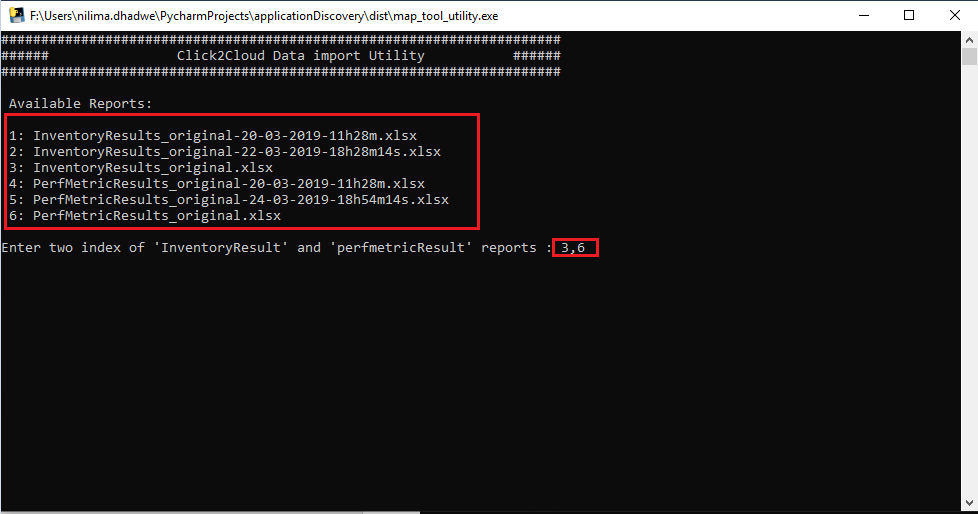 F:\Users\nilima.dhadwe\PycharmProjects\applicationDiscovery\dist\map_tool_utility.exe
######################################################################
###### Click2Cloud Data import Utility ######
######################################################################
Available Reports:
1: InventoryResults_original-20-03-2019-11h28m.xlsx
2: InventoryResults_original-22-03-2019-18h28m14s.xlsx
3: InventoryResults_original.xlsx
4: PerfMetricResults_original-20-03-2019-11h28m.xlsx
5: PerfMetricResults_original-24-03-2019-18h54m14s.xlsx
6: PerfMetricResults_original.xlsx
Enter two index of 'InventoryResult' and 'perfmetricResult' reports : 3,6